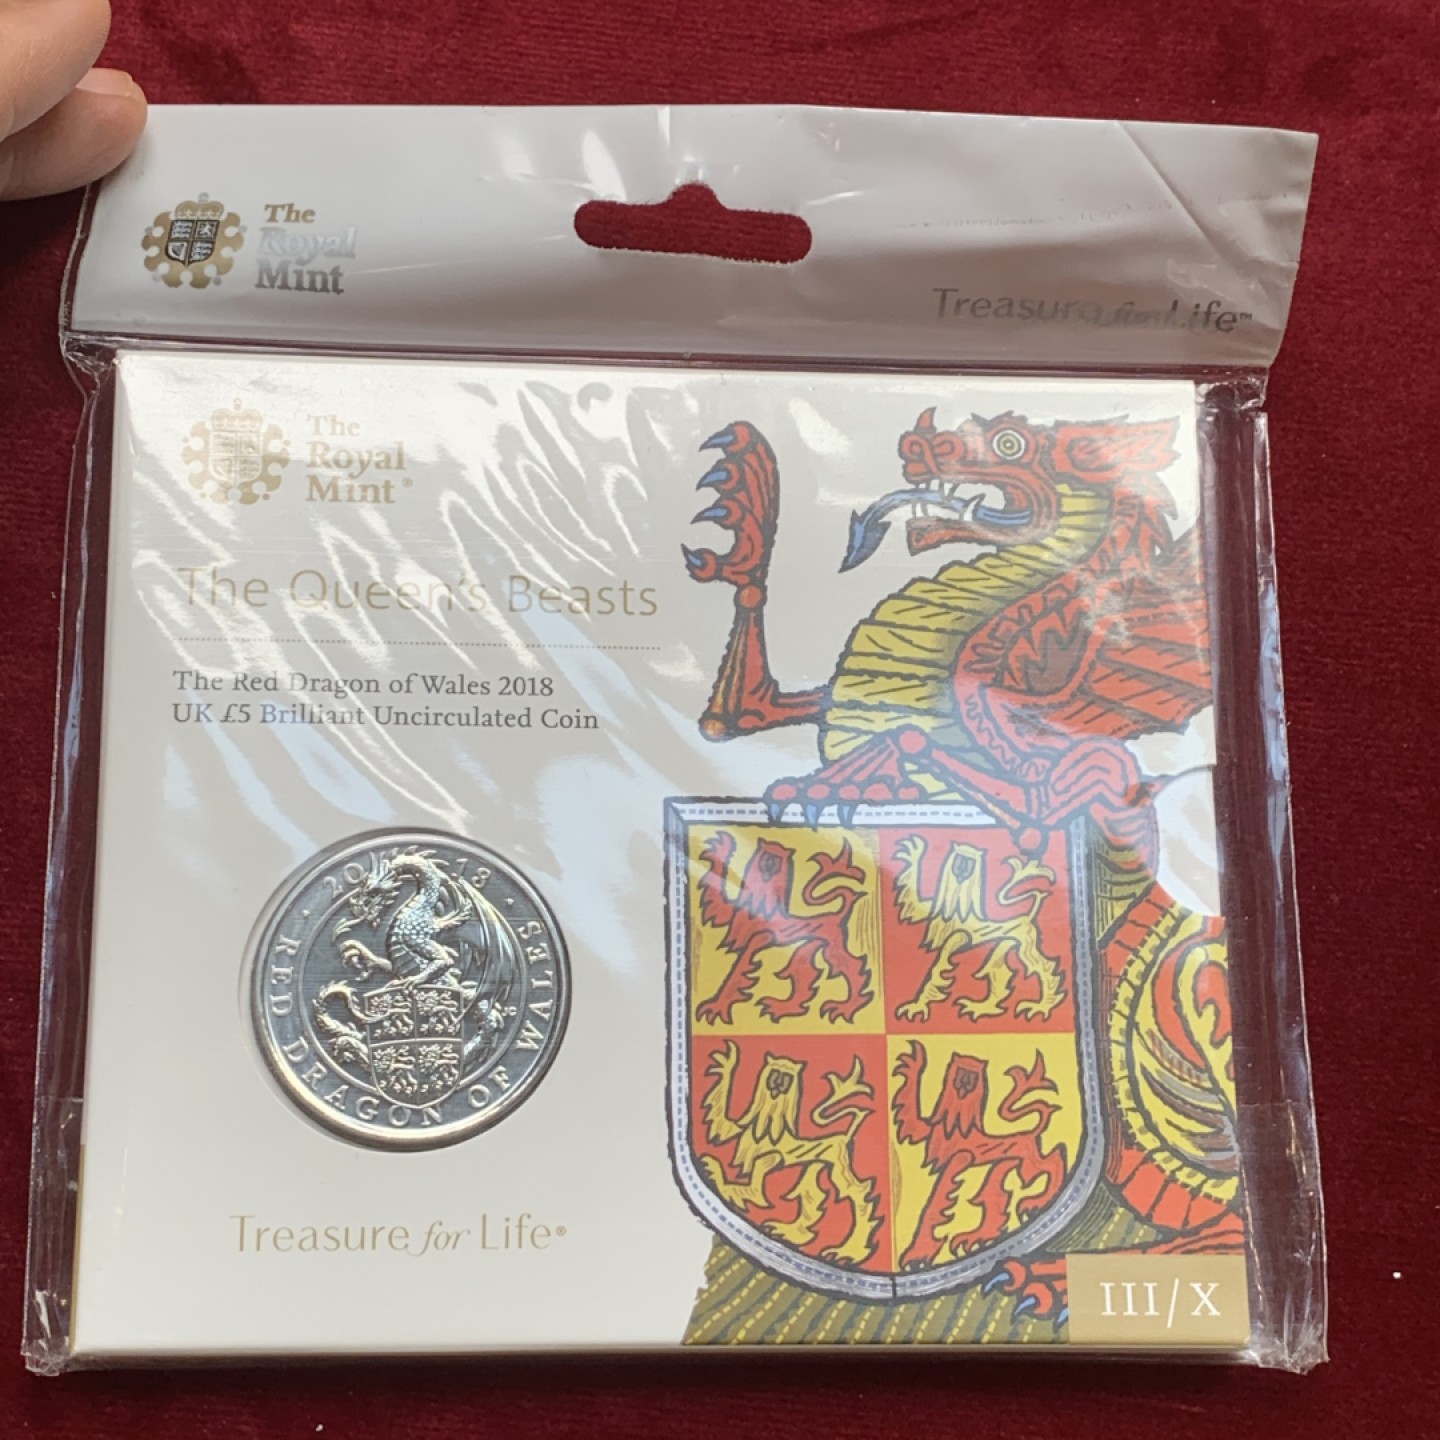 The
Royal
Mint
Treasure for Life™
The
Royal
Mint®
The Queen's Beasts
The Red Dragon of Wales 2018
UK £5 Brilliant Uncirculated Coin
2018
· RED DRAGON OF WALES ·
JC
Treasure for Life®
III/X